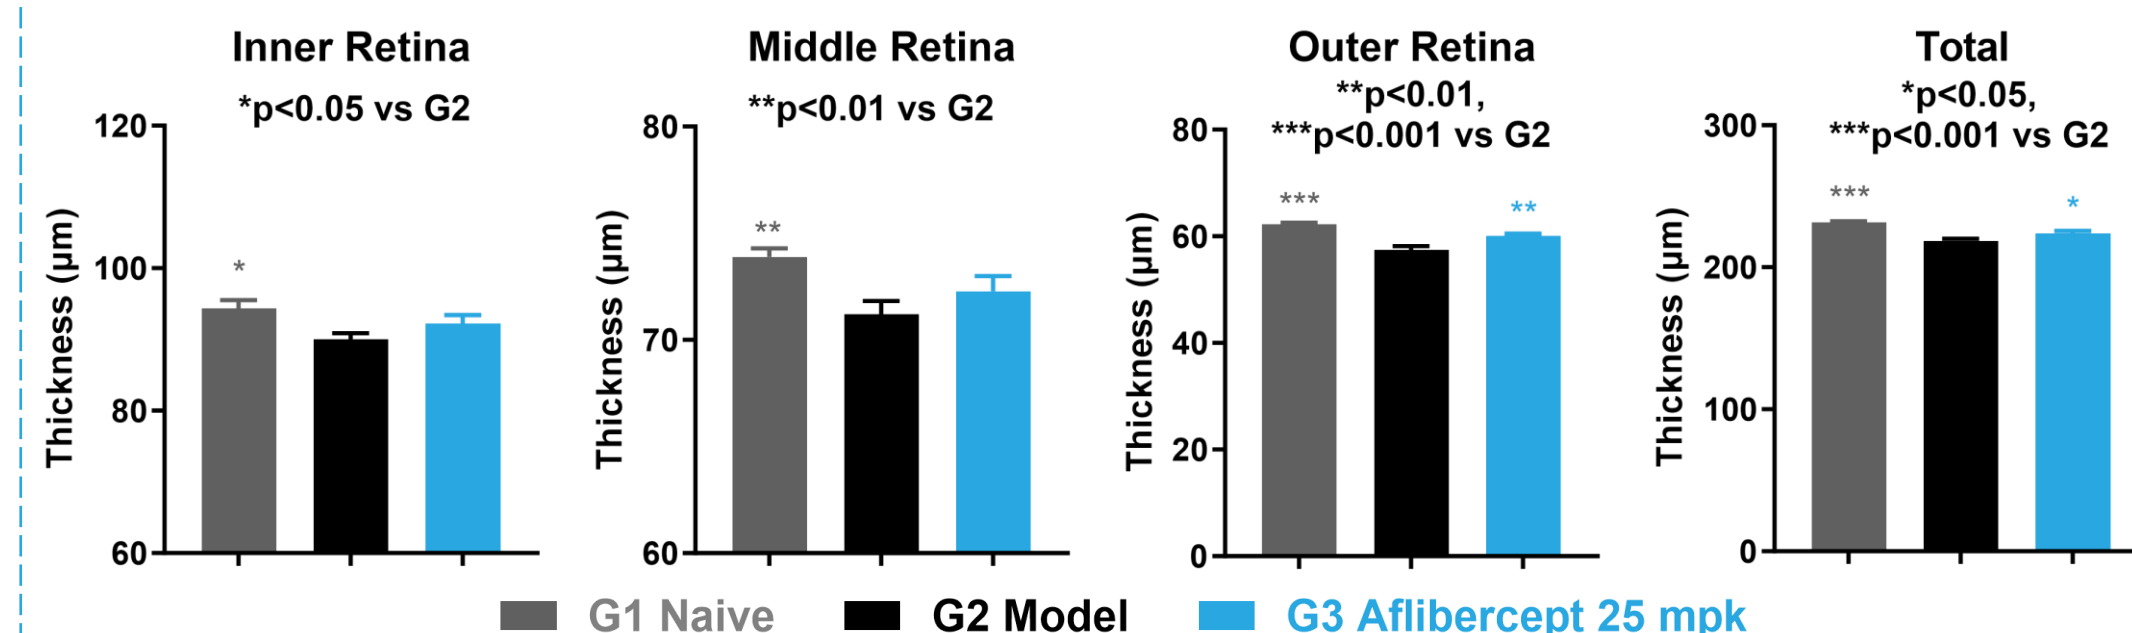 Inner Retina
*p<0.05 vs G2
120
100
80
60
Thickness (µm)
*
Middle Retina
**p<0.01 vs G2
80
70
60
Thickness (µm)
**
Outer Retina
**p<0.01,
***p<0.001 vs G2
80
60
40
20
0
Thickness (µm)
***
**
Total
*p<0.05,
***p<0.001 vs G2
300
200
100
0
Thickness (µm)
***
*
G1 Naive
G2 Model
G3 Aflibercept 25 mpk